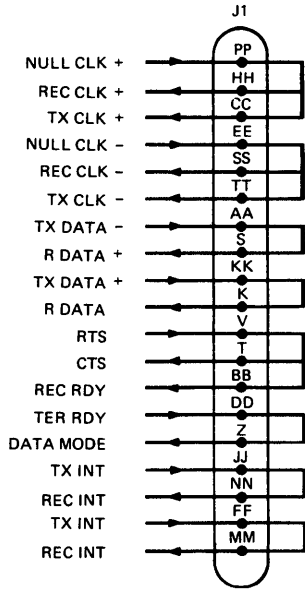 J1
PP
NULL CLK +
HH
REC CLK +
CC
TX CLK +
EE
NULL CLK -
SS
REC CLK -
TT
TX CLK -
AA
TX DATA -
S
R DATA +
KK
TX DATA +
K
R DATA
V
RTS
T
CTS
BB
REC RDY
DD
TER RDY
Z
DATA MODE
JJ
TX INT
NN
REC INT
FF
TX INT
MM
REC INT